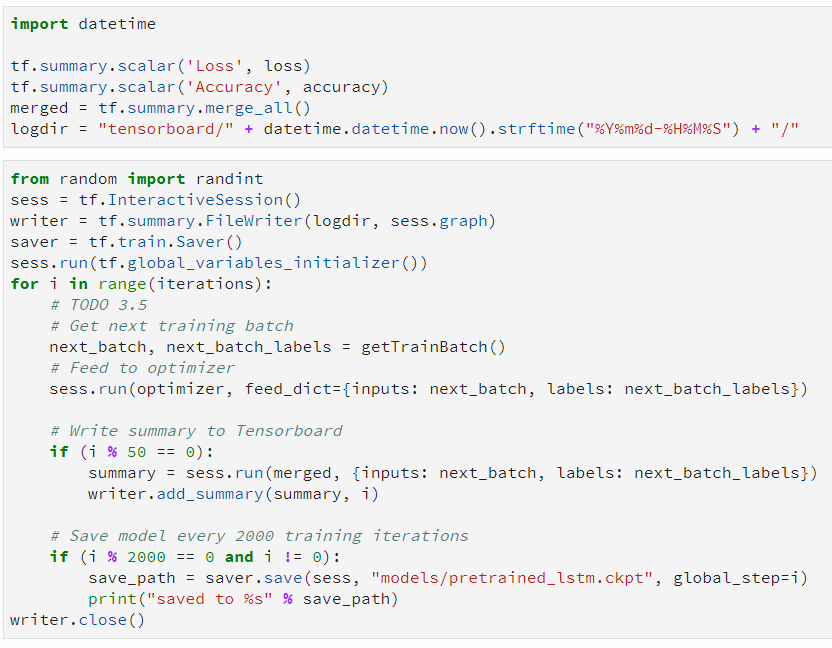 import datetime

tf.summary.scalar('Loss', loss)
tf.summary.scalar('Accuracy', accuracy)
merged = tf.summary.merge_all()
logdir = "tensorboard/" + datetime.datetime.now().strftime("%Y%m%d-%H%M%S") + "/"

from random import randint
sess = tf.InteractiveSession()
writer = tf.summary.FileWriter(logdir, sess.graph)
saver = tf.train.Saver()
sess.run(tf.global_variables_initializer())
for i in range(iterations):
    # TODO 3.5
    # Get next training batch
    next_batch, next_batch_labels = getTrainBatch()
    # Feed to optimizer
    sess.run(optimizer, feed_dict={inputs: next_batch, labels: next_batch_labels})

    # Write summary to Tensorboard
    if (i % 50 == 0):
        summary = sess.run(merged, {inputs: next_batch, labels: next_batch_labels})
        writer.add_summary(summary, i)

    # Save model every 2000 training iterations
    if (i % 2000 == 0 and i != 0):
        save_path = saver.save(sess, "models/pretrained_lstm.ckpt", global_step=i)
        print("saved to %s" % save_path)
writer.close()